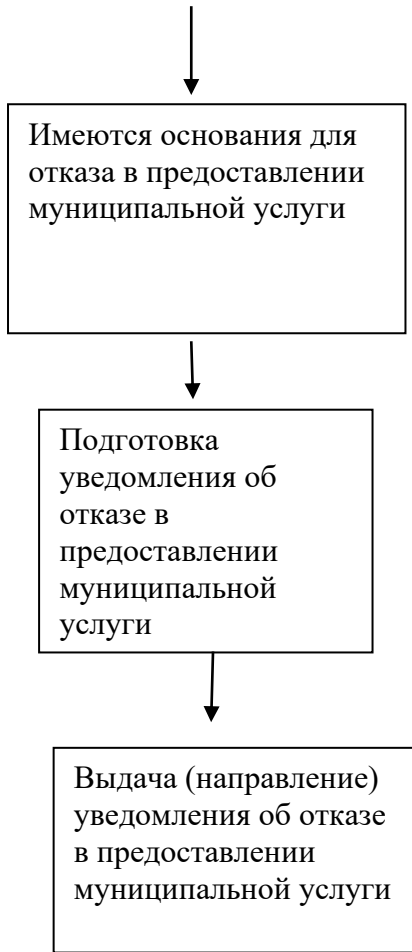 Имеются основания для
отказа в предоставлении
муниципальной услуги
Подготовка
уведомления об
отказе в
предоставлении
муниципальной
услуги
Выдача (направление)
уведомления об отказе
в предоставлении
муниципальной услуги